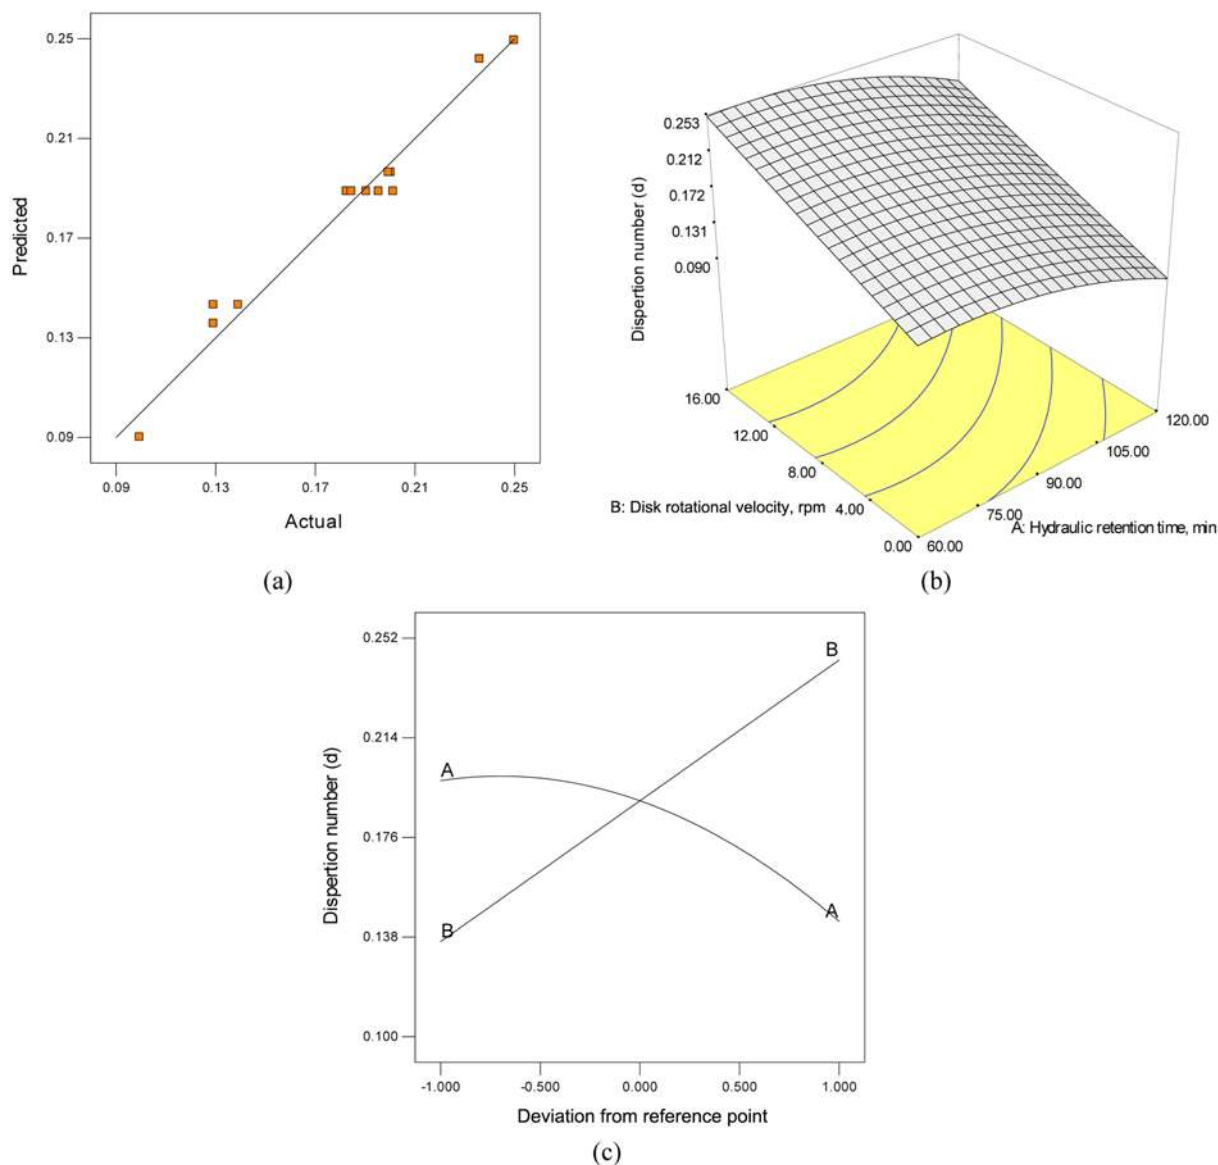 0.25
0.21
0.17
0.13
0.09
Predicted
0.09 0.13 0.17 0.21 0.25
Actual
(a)
0.253
0.212
0.172
0.131
0.090
Dispertion number (d)
16.00
12.00
8.00
4.00
0.00
B: Disk rotational velocity, rpm
120.00
105.00
90.00
75.00
60.00
A: Hydraulic retention time, min
(b)
0.252
0.214
0.176
0.138
0.100
Dispertion number (d)
A
B
B
A
-1.000 -0.500 0.000 0.500 1.000
Deviation from reference point
(c)